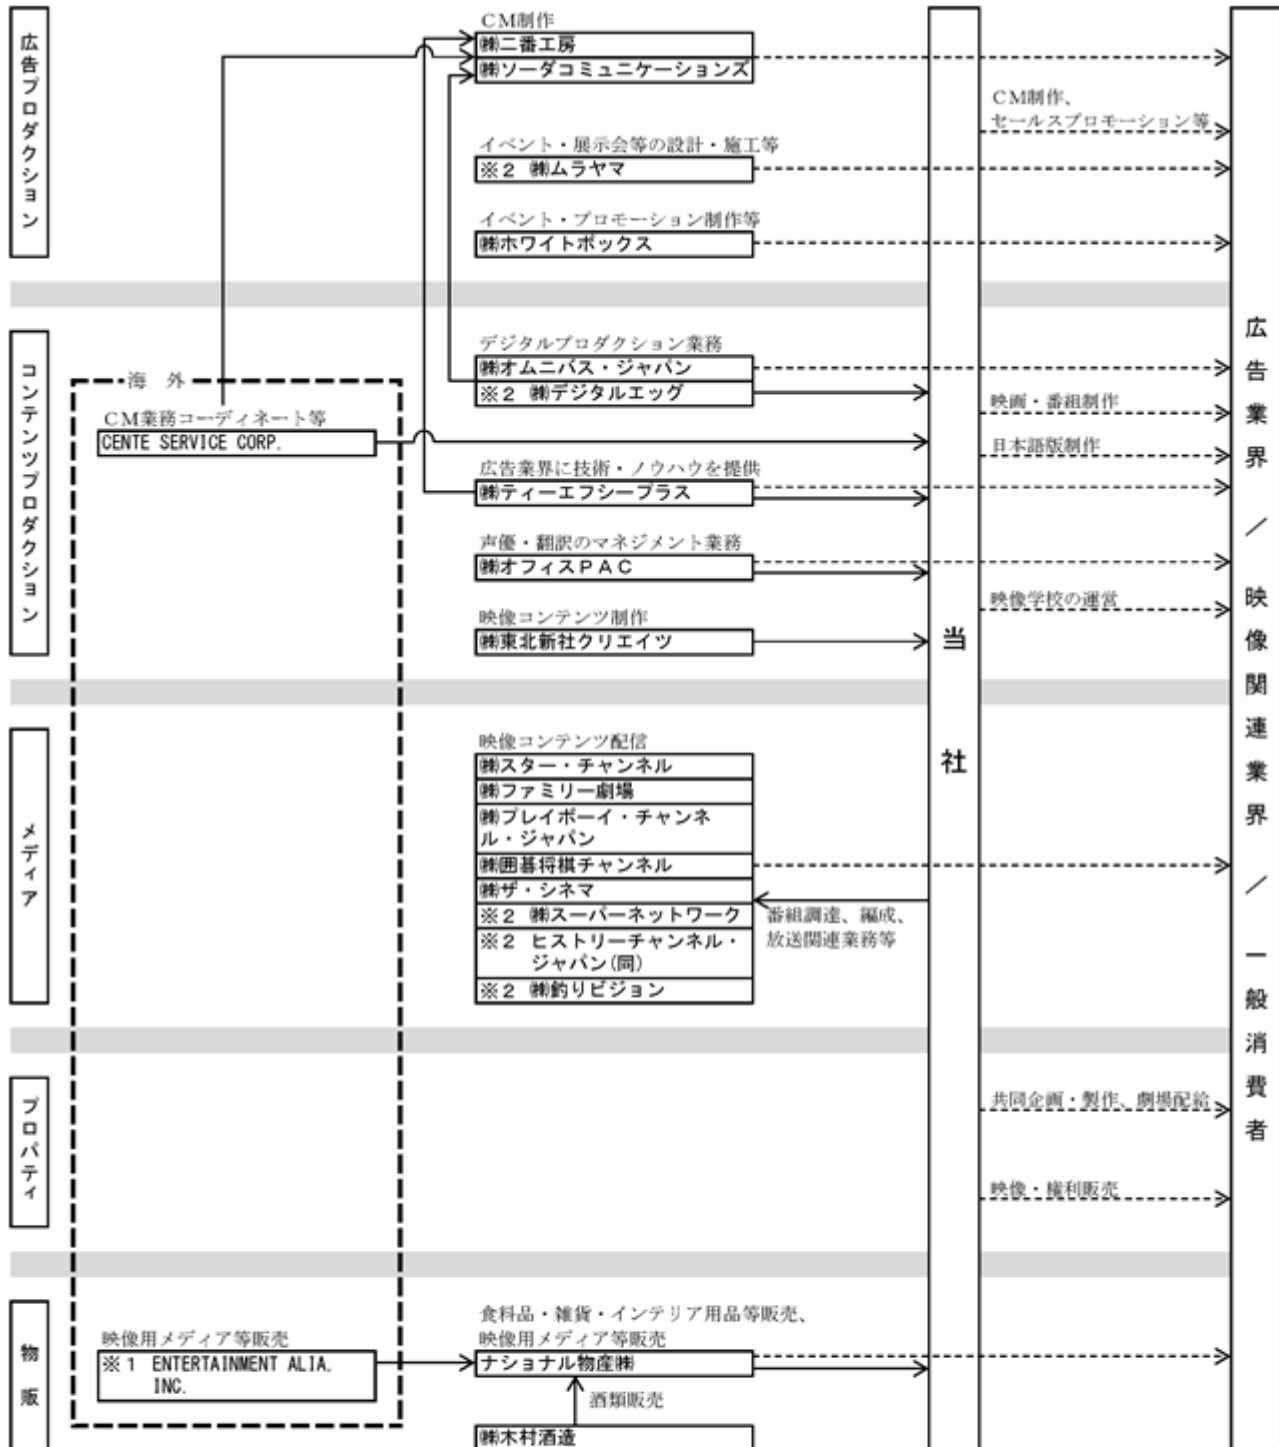 広告プロダクション
CM制作
㈱二番工房
㈱ソーダコミュニケーションズ
CM制作、
セールスプロモーション等
イベント・展示会等の設計・施工等
※2 ㈱ムラヤマ
イベント・プロモーション制作等
㈱ホワイトボックス
コンテンツプロダクション
海 外
CM業務コーディネート等
CENTE SERVICE CORP.
デジタルプロダクション業務
㈱オムニバス・ジャパン
※2 ㈱デジタルエッグ
映画・番組制作
日本語版制作
広告業界に技術・ノウハウを提供
㈱ティーエフシープラス
声優・翻訳のマネジメント業務
㈱オフィスPAC
映像学校の運営
映像コンテンツ制作
㈱東北新社クリエイツ
当社
広告業界 / 映像関連業界 / 一般消費者
メディア
映像コンテンツ配信
㈱スター・チャンネル
㈱ファミリー劇場
㈱プレイボーイ・チャンネ
ル・ジャパン
㈱囲碁将棋チャンネル
㈱ザ・シネマ
※2 ㈱スーパーネットワーク
※2 ヒストリーチャンネル・
ジャパン(同)
※2 ㈱釣りビジョン
番組調達、編成、
放送関連業務等
プロパティ
共同企画・製作、劇場配給
映像・権利販売
物販
映像用メディア等販売
※1 ENTERTAINMENT ALIA.
INC.
食料品・雑貨・インテリア用品等販売、
映像用メディア等販売
ナショナル物産㈱
酒類販売
㈱木村酒造